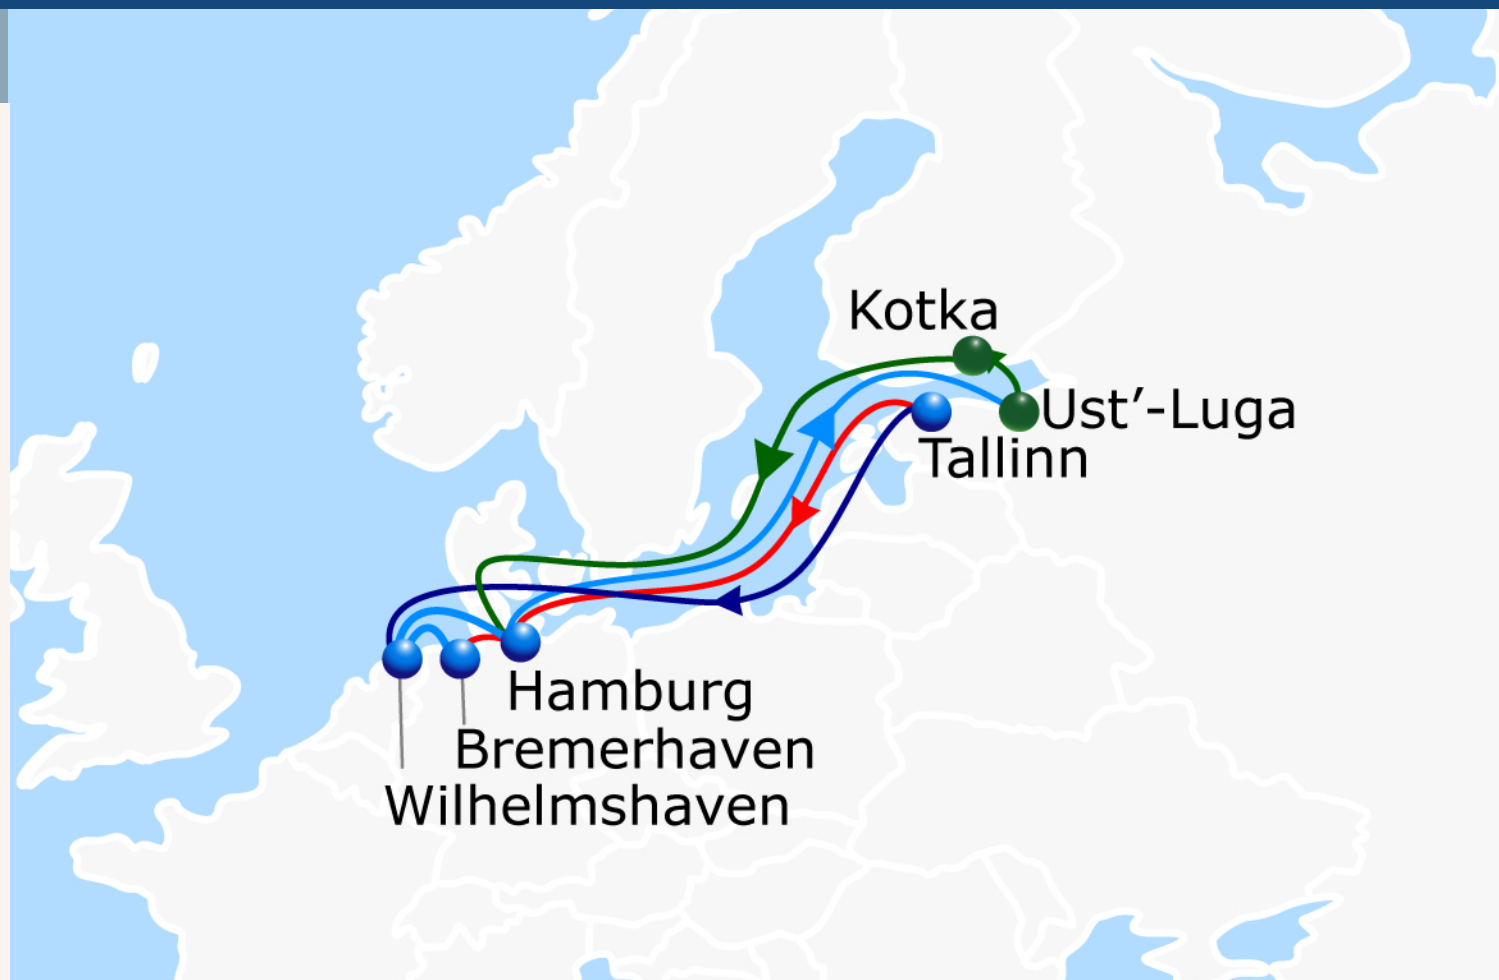 Kotka
Ust’-Luga
Tallinn
Hamburg
Bremerhaven
Wilhelmshaven